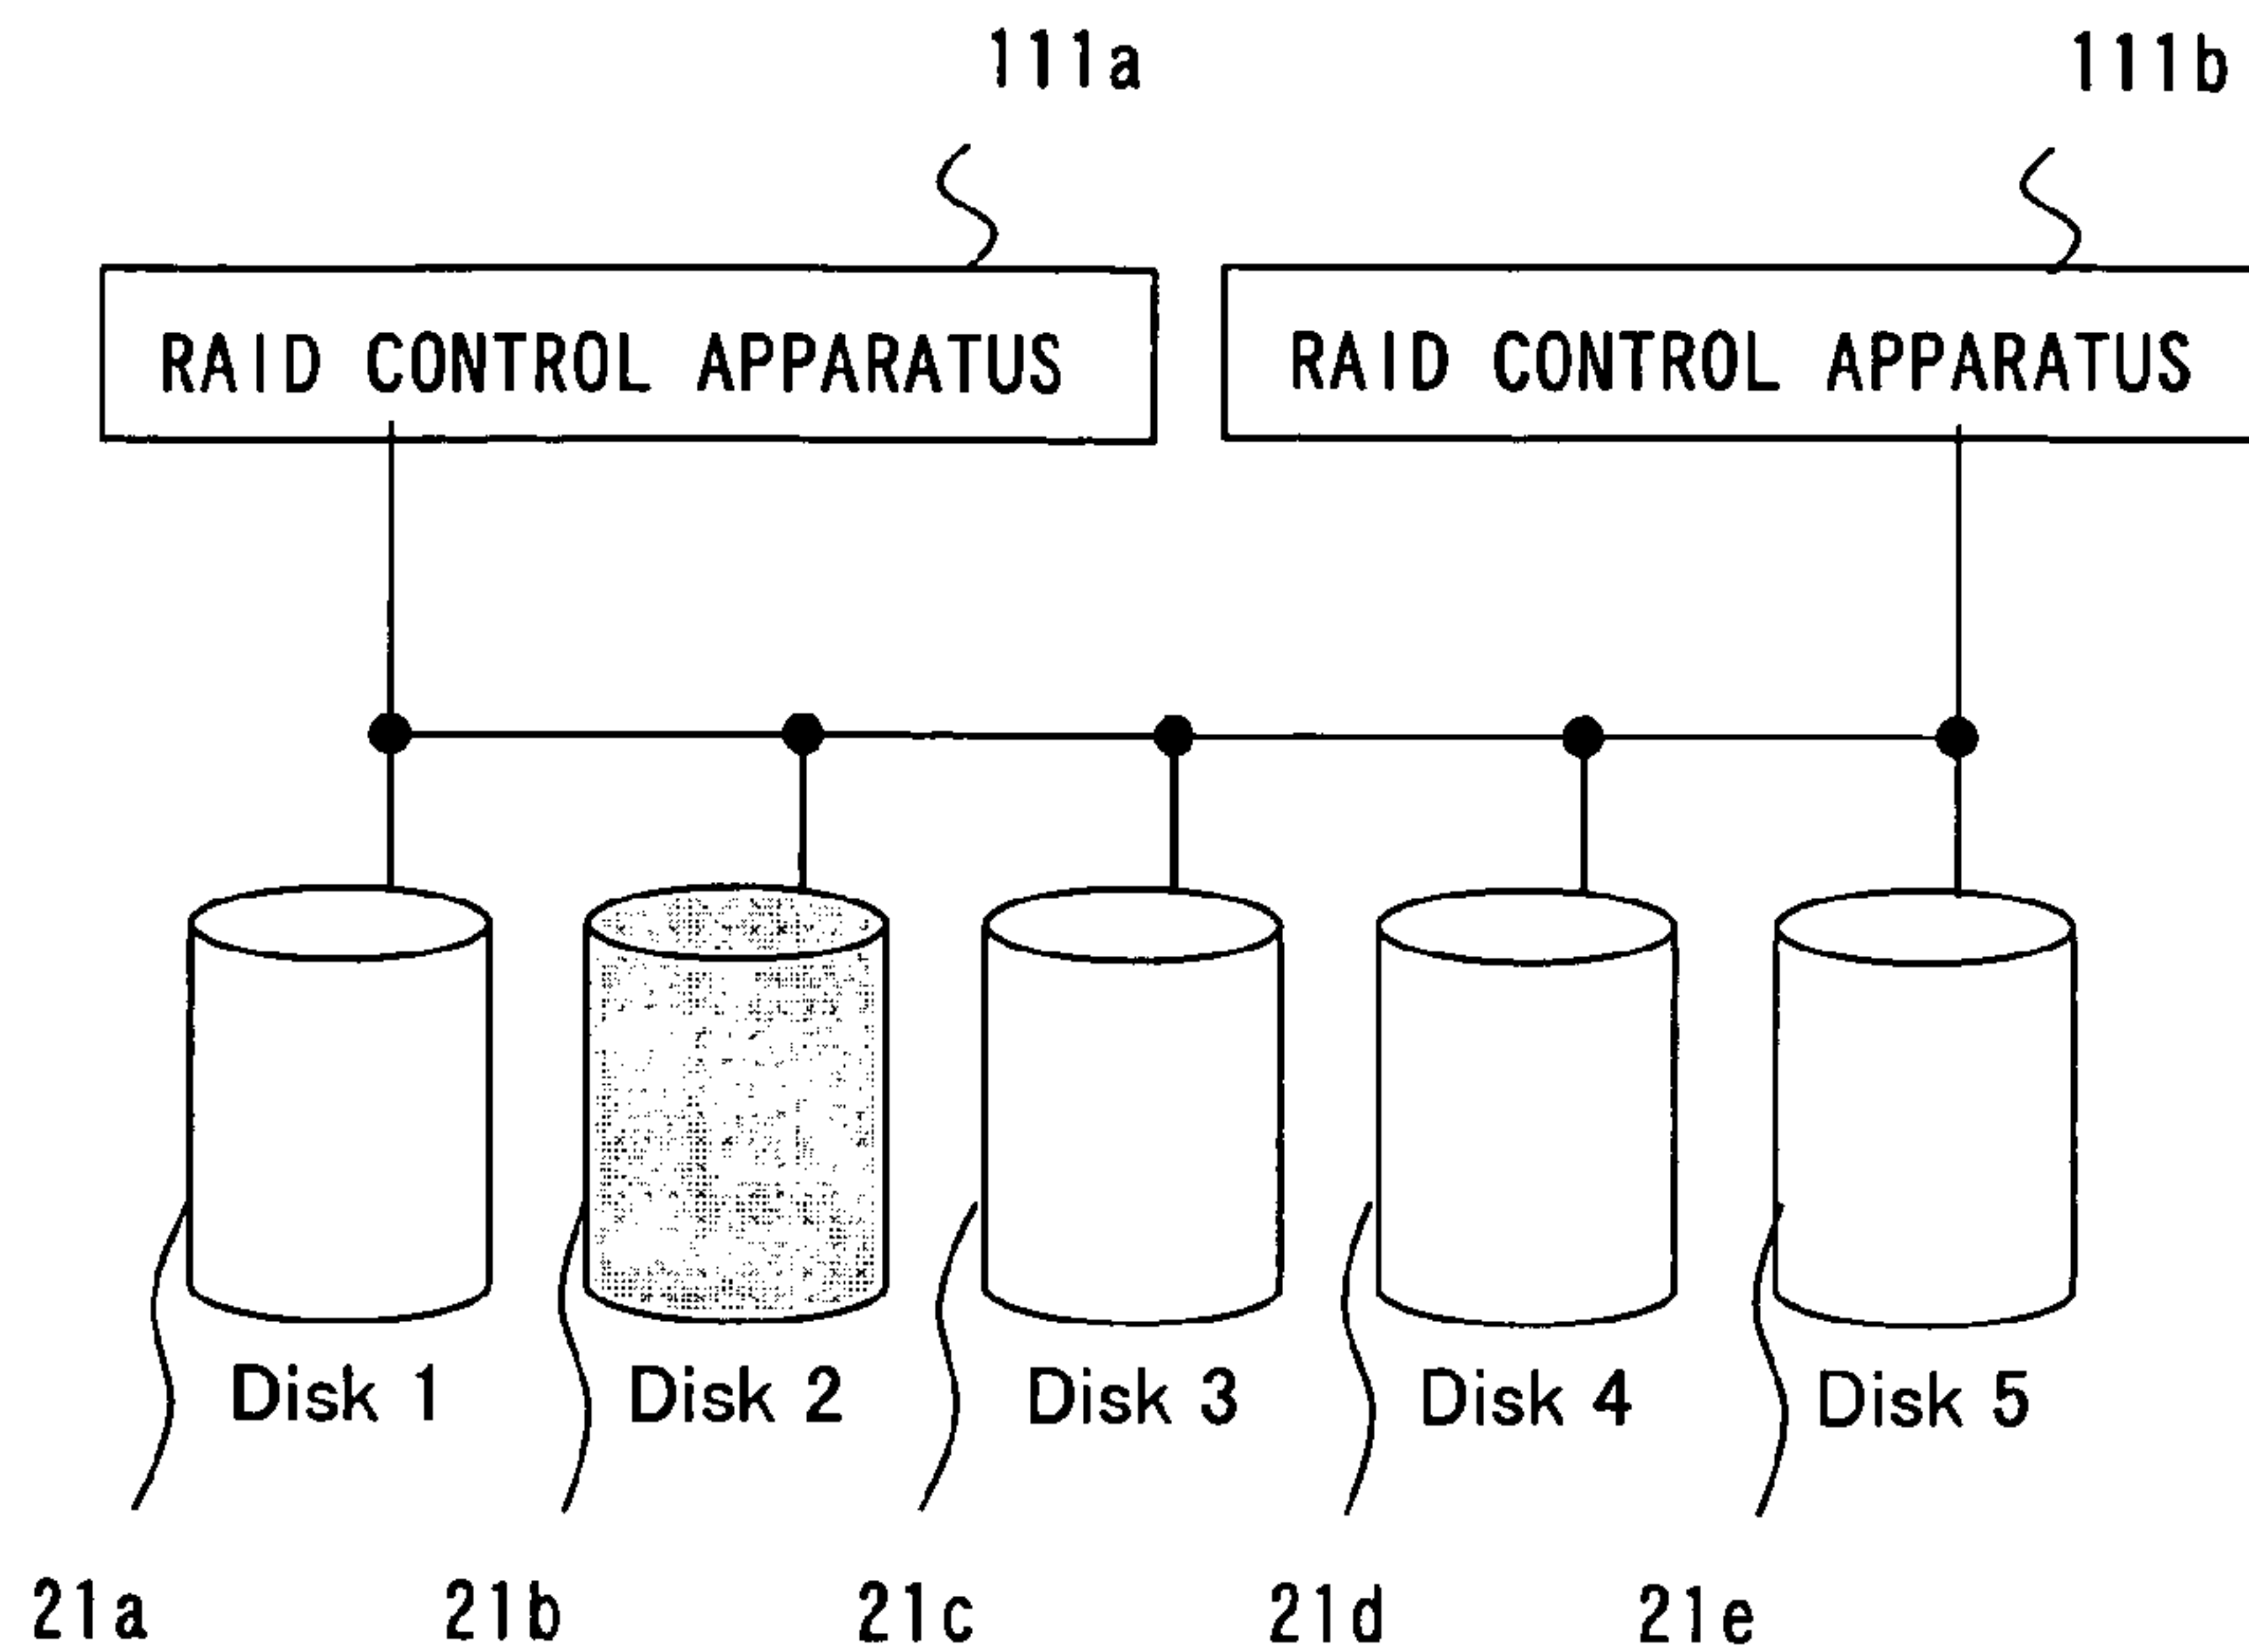 111a 111b
RAID CONTROL APPARATUS RAID CONTROL APPARATUS
Disk 1 Disk 2 Disk 3 Disk 4 Disk 5
21a 21b 21c 21d 21e